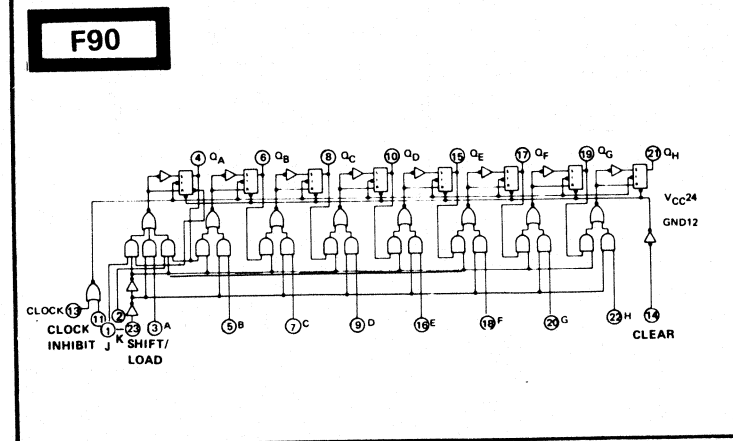 F90
4 QA 6 QB 8 QC 10 QD 15 QE 17 QF 19 QG 21 QH
VCC24
GND12
CLOCK 13
11 CLOCK INHIBIT
1 J
2 K
23 SHIFT/LOAD
3 A
5 B
7 C
9 D
16 E
18 F
20 G
22 H
14 CLEAR